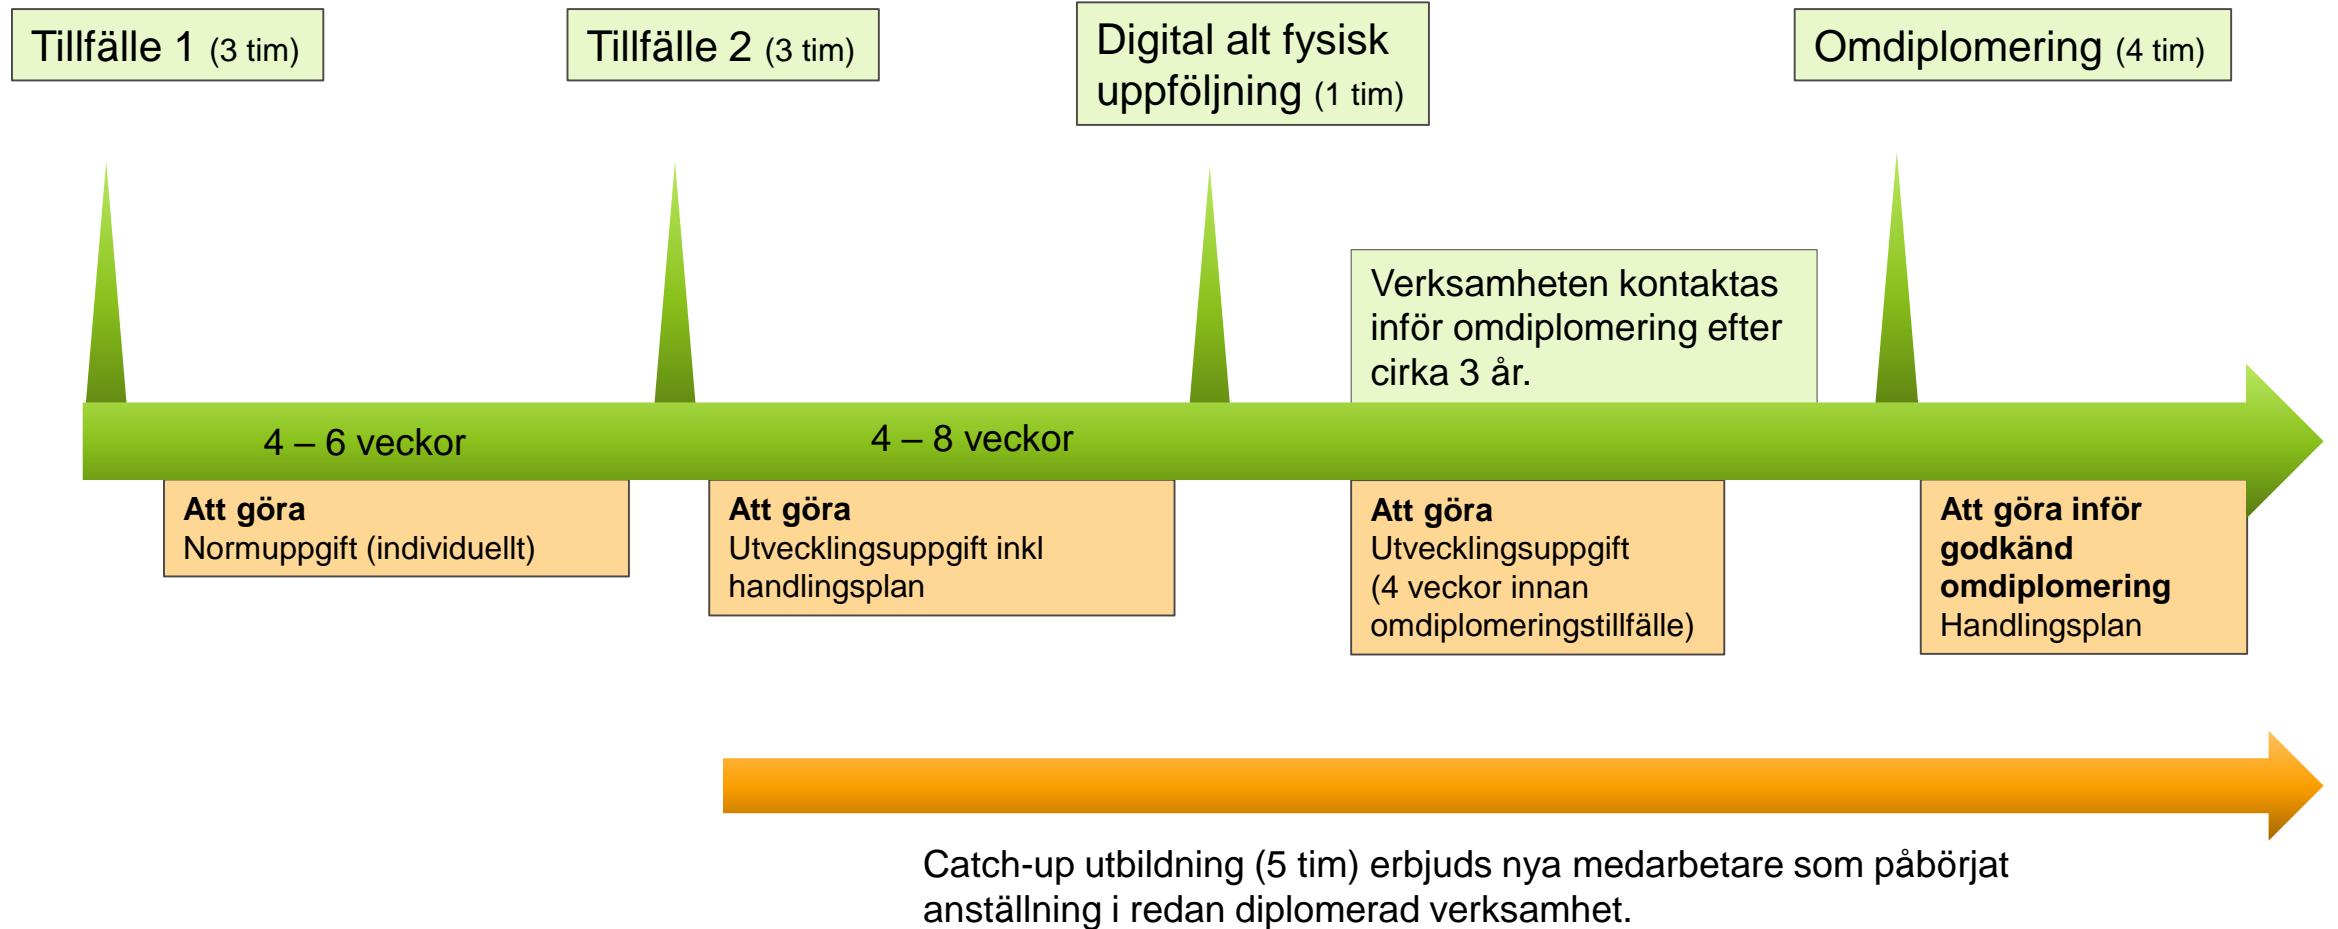 Tillfälle 1 (3 tim)
Tillfälle 2 (3 tim)
Digital alt fysisk
uppföljning (1 tim)
Omdiplomering (4 tim)
Verksamheten kontaktas
inför omdiplomering efter
cirka 3 år.
4 – 6 veckor
4 – 8 veckor
Att göra
Normuppgift (individuellt)
Att göra
Utvecklingsuppgift inkl
handlingsplan
Att göra
Utvecklingsuppgift
(4 veckor innan
omdiplomeringstillfälle)
Att göra inför
godkänd
omdiplomering
Handlingsplan
Catch-up utbildning (5 tim) erbjuds nya medarbetare som påbörjat
anställning i redan diplomerad verksamhet.